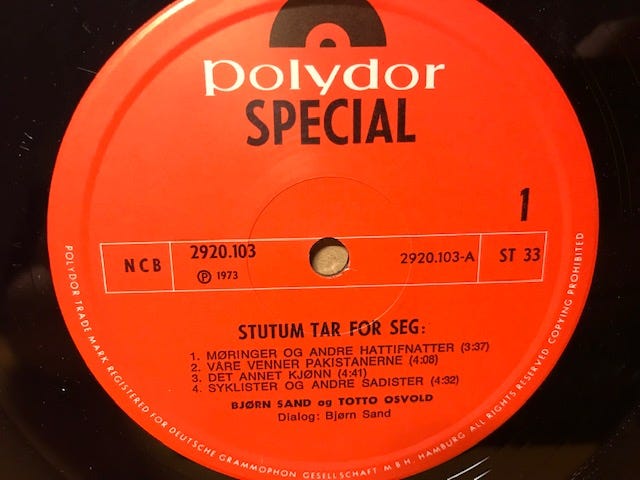 polydor
SPECIAL
1
NCB
2920.103
℗ 1973
2920.103-A
ST 33
STUTUM TAR FOR SEG:
1. MØRINGER OG ANDRE HATTIFNATTER (3:37)
2. VÅRE VENNER PAKISTANERNE (4:08)
3. DET ANNET KJØNN (4:41)
4. SYKLISTER OG ANDRE SADISTER (4:32)
BJØRN SAND og TOTTO OSVOLD
Dialog: Bjørn Sand
POLYDOR TRADE MARK REGISTERED FOR DEUTSCHE GRAMMOPHON GESELLSCHAFT M·B·H. HAMBURG ALL RIGHTS RESERVED COPYING PROHIBITED